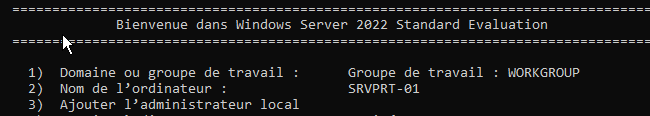 ================================================================================
Bienvenue dans Windows Server 2022 Standard Evaluation
================================================================================
1) Domaine ou groupe de travail : Groupe de travail : WORKGROUP
2) Nom de l’ordinateur : SRVPRT-01
3) Ajouter l’administrateur local